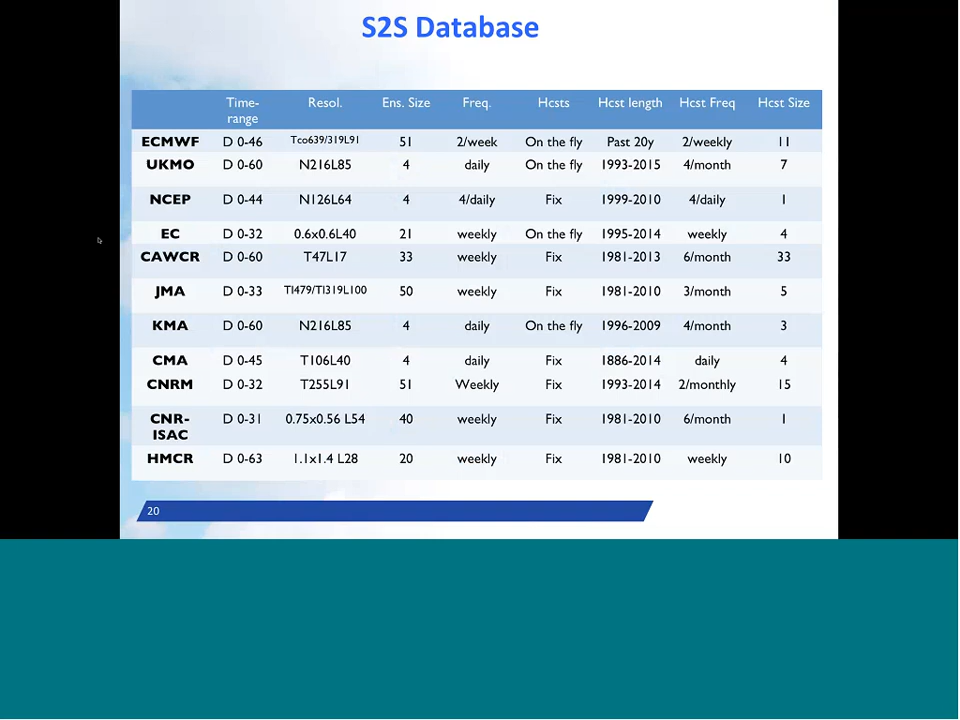 S2S Database
Time-range Resol. Ens. Size Freq. Hcsts Hcst length Hcst Freq Hcst Size
ECMWF D 0-46 Tco639/319L91 51 2/week On the fly Past 20y 2/weekly 11
UKMO D 0-60 N216L85 4 daily On the fly 1993-2015 4/month 7
NCEP D 0-44 N126L64 4 4/daily Fix 1999-2010 4/daily 1
EC D 0-32 0.6x0.6L40 21 weekly On the fly 1995-2014 weekly 4
CAWCR D 0-60 T47L17 33 weekly Fix 1981-2013 6/month 33
JMA D 0-33 Tl479/Tl319L100 50 weekly Fix 1981-2010 3/month 5
KMA D 0-60 N216L85 4 daily On the fly 1996-2009 4/month 3
CMA D 0-45 T106L40 4 daily Fix 1886-2014 daily 4
CNRM D 0-32 T255L91 51 Weekly Fix 1993-2014 2/monthly 15
CNR-ISAC D 0-31 0.75x0.56 L54 40 weekly Fix 1981-2010 6/month 1
HMCR D 0-63 1.1x1.4 L28 20 weekly Fix 1981-2010 weekly 10
20